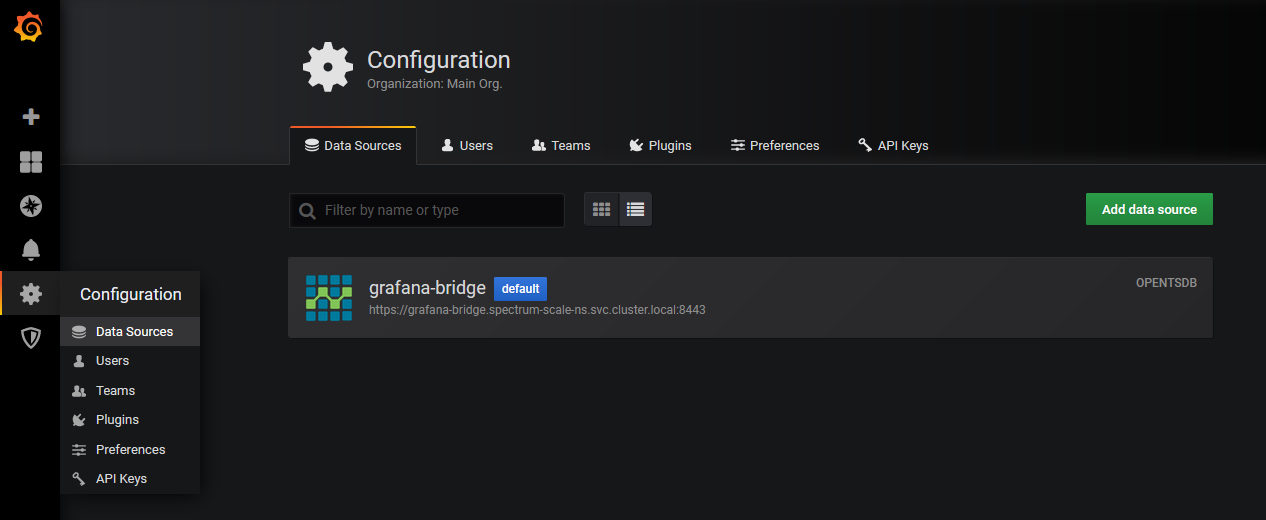 Configuration
Organization: Main Org.
Data Sources Users Teams Plugins Preferences API Keys
Filter by name or type
Add data source
grafana-bridge default
OPENTSDB
https://grafana-bridge.spectrum-scale-ns.svc.cluster.local:8443
Configuration
Data Sources
Users
Teams
Plugins
Preferences
API Keys